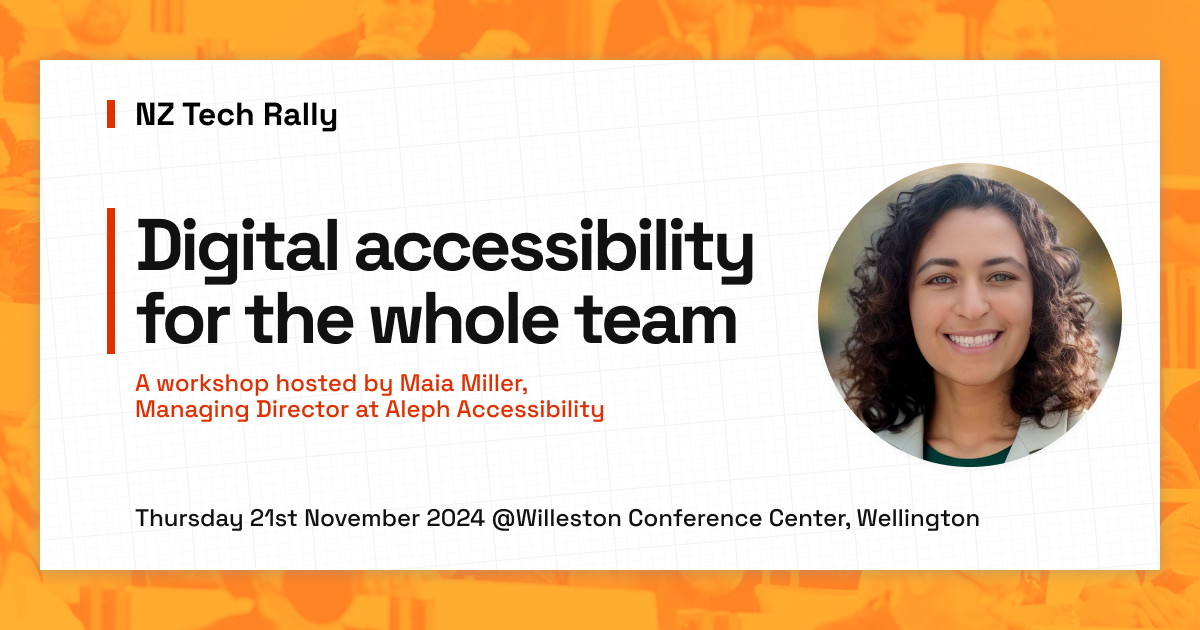 NZ Tech Rally
Digital accessibility
for the whole team
A workshop hosted by Maia Miller,
Managing Director at Aleph Accessibility
Thursday 21st November 2024 @Willeston Conference Center, Wellington